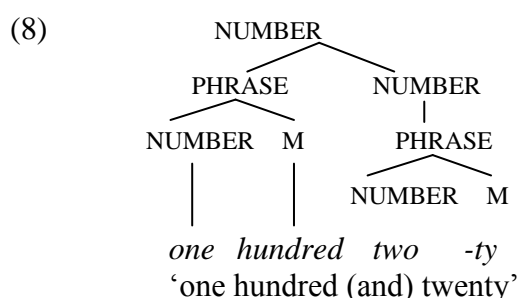 (8) NUMBER
PHRASE NUMBER
NUMBER M PHRASE
NUMBER M
one hundred two -ty
‘one hundred (and) twenty’